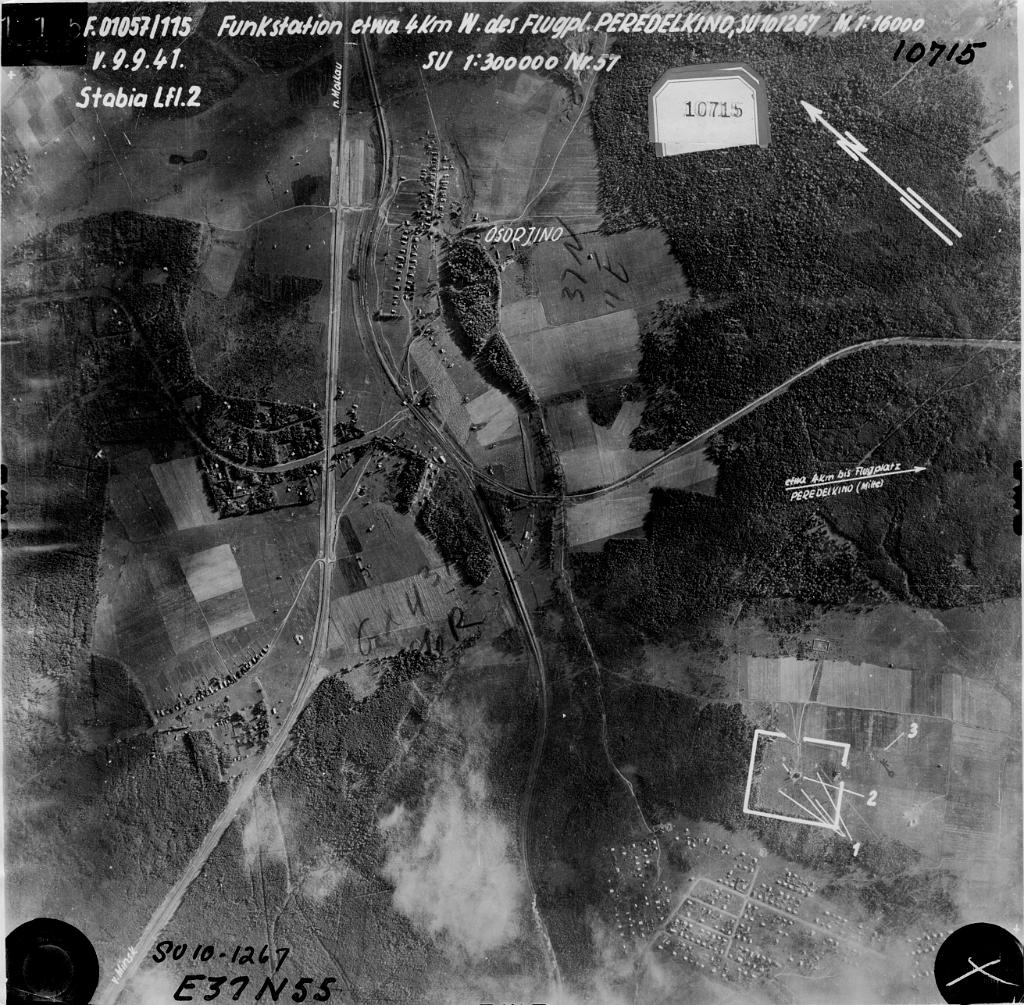 F.01057/115 Funkstation etwa 4km W. des Flugpl. PEREDELKINO, SU 101267 M. 1:16000
v. 9.9.41. SU 1:300000 Nr. 57
10715
Stabia Lfl.2
10715
N
OSORJINO
37 N
" E
etwa 4km bis Flugplatz
PEREDELKINO (Mitte)
3
2
1
SU 10-1267
E37N55
v. Minsk